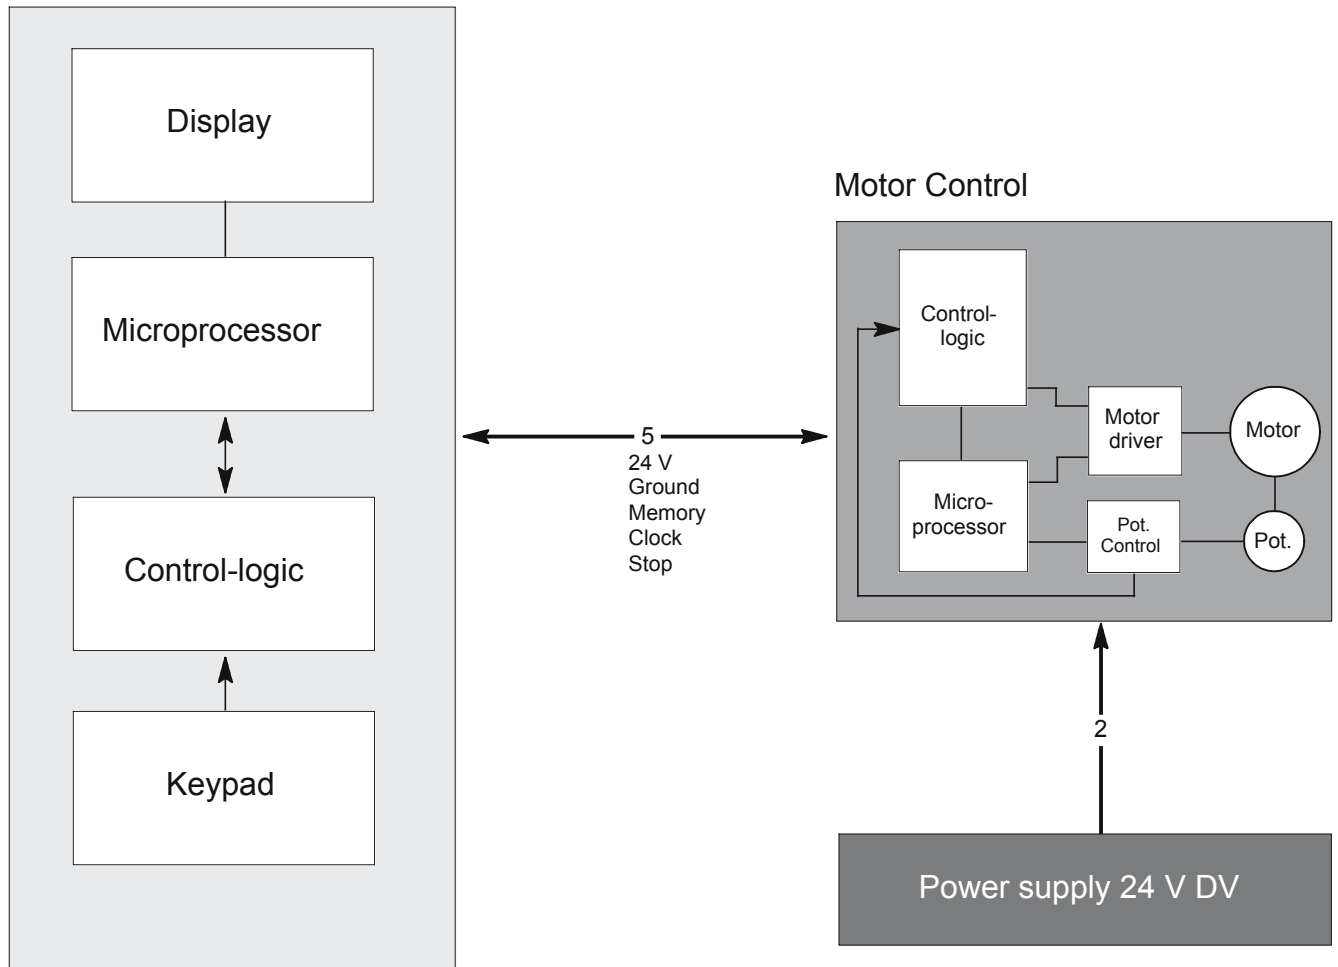 Display
Microprocessor
Control-logic
Keypad
5
24 V
Ground
Memory
Clock
Stop
Motor Control
Control-
logic
Motor
driver
Motor
Micro-
processor
Pot.
Control
Pot.
2
Power supply 24 V DV